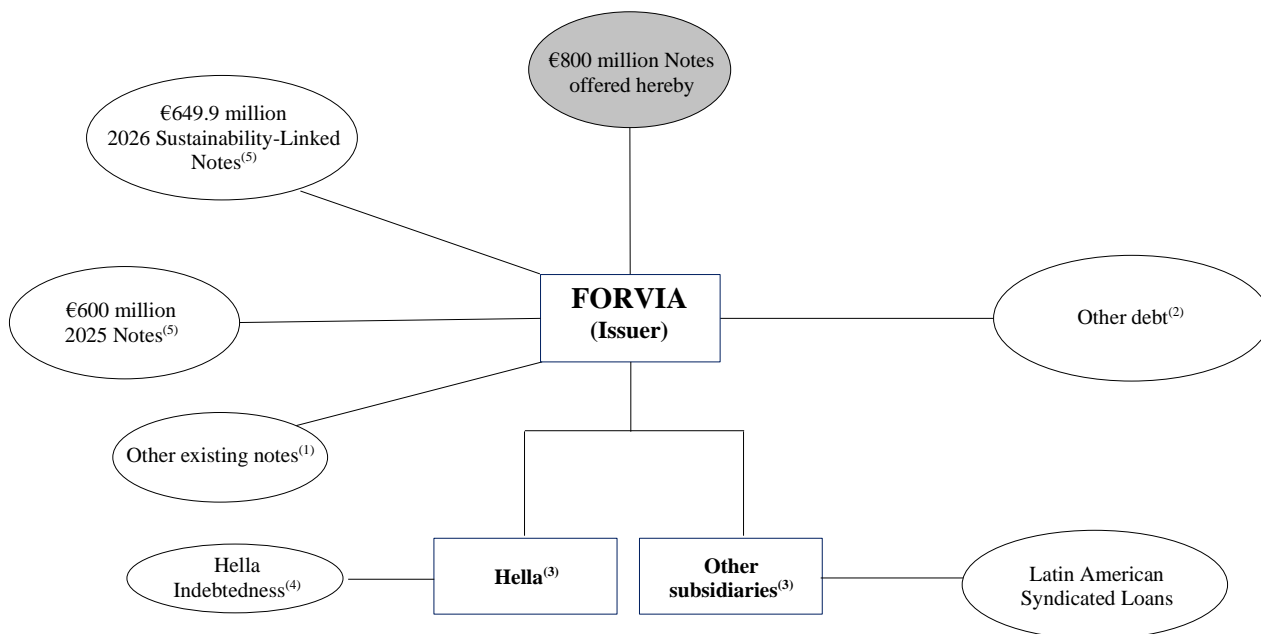 €800 million Notes
offered hereby
€649.9 million
2026 Sustainability-Linked
Notes(5)
FORVIA
(Issuer)
€600 million
2025 Notes(5)
Other debt(2)
Other existing notes(1)
Hella
Indebtedness(4)
Hella(3)
Other
subsidiaries(3)
Latin American
Syndicated Loans